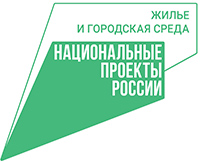 ЖИЛЬЕ
И ГОРОДСКАЯ СРЕДА
НАЦИОНАЛЬНЫЕ
ПРОЕКТЫ
РОССИИ